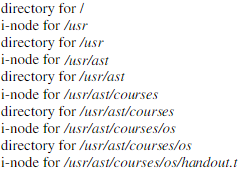 directory for /
i-node for /usr
directory for /usr
i-node for /usr/ast
directory for /usr/ast
i-node for /usr/ast/courses
directory for /usr/ast/courses
i-node for /usr/ast/courses/os
directory for /usr/ast/courses/os
i-node for /usr/ast/courses/os/handout.t